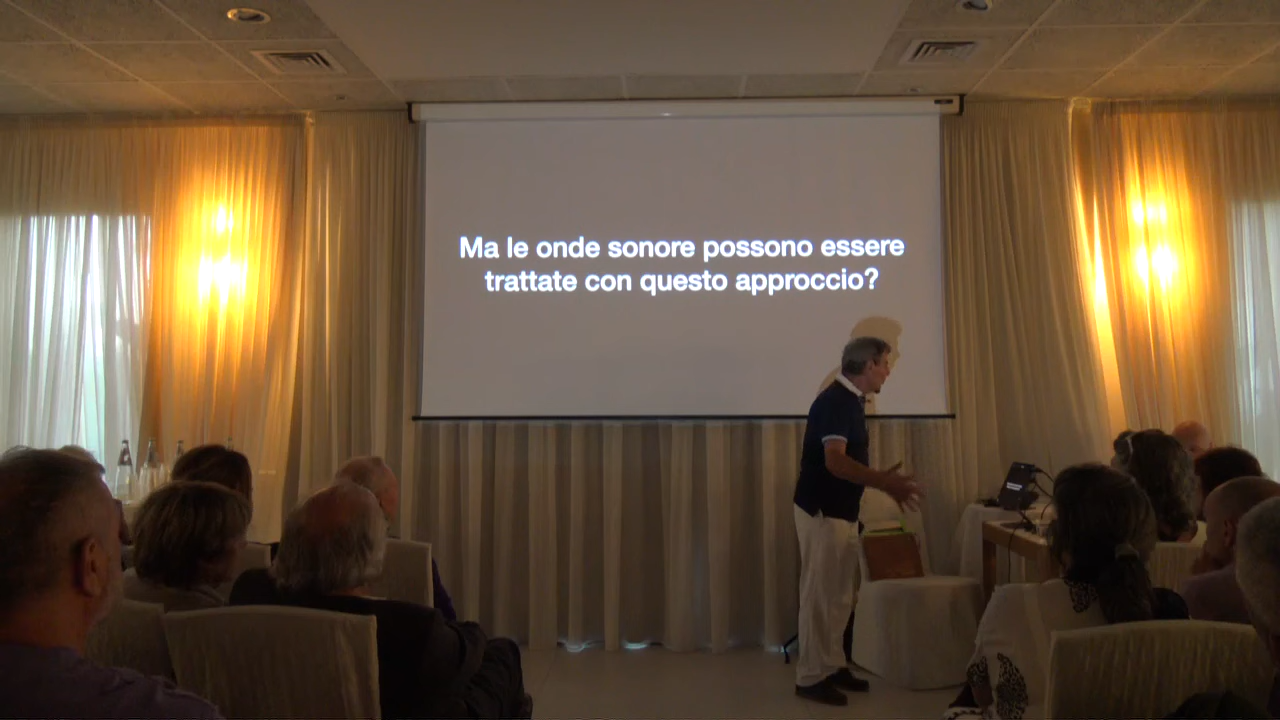 Ma le onde sonore possono essere
trattate con questo approccio?